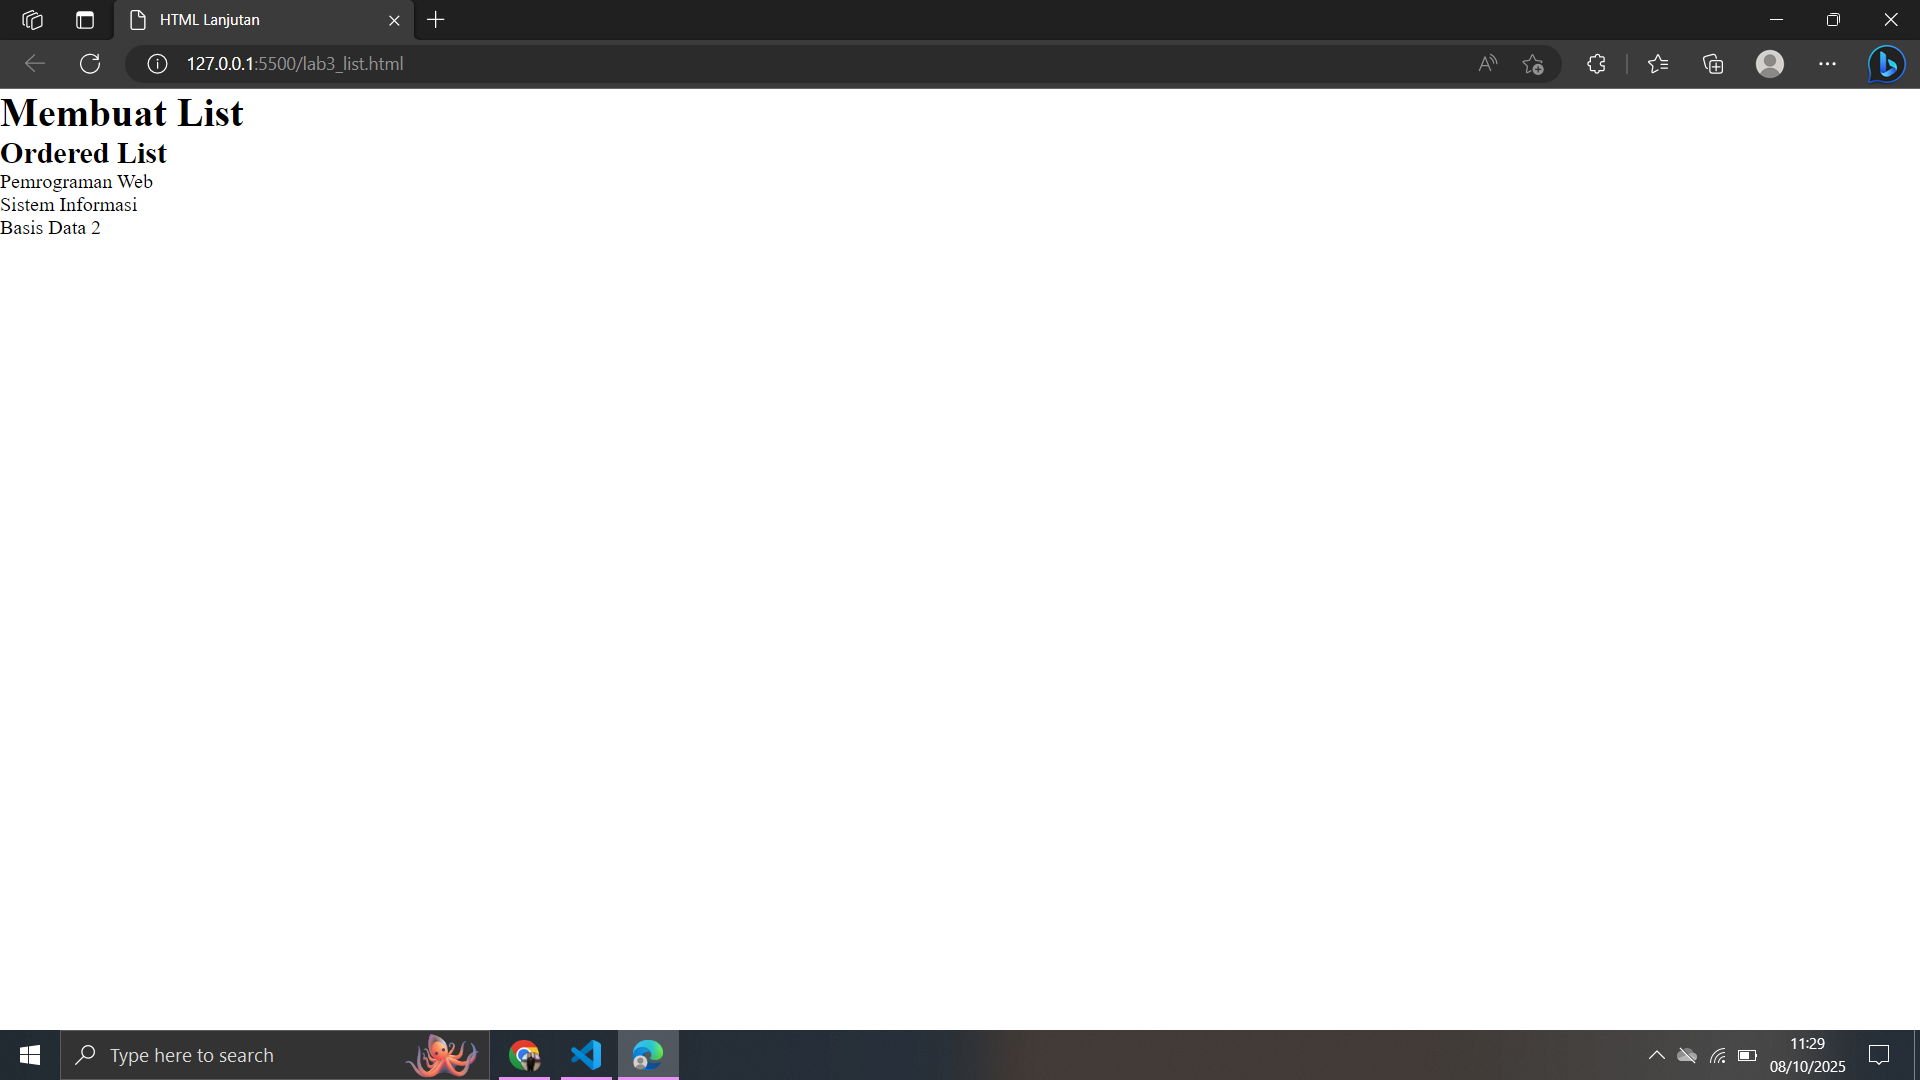 HTML Lanjutan
127.0.0.1:5500/lab3_list.html
Membuat List
Ordered List
Pemrograman Web
Sistem Informasi
Basis Data 2
Type here to search
11:29
08/10/2025